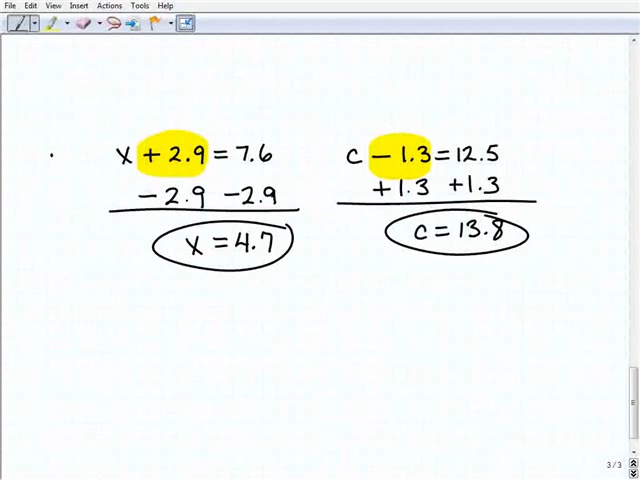 File Edit View Insert Actions Tools Help
x + 2.9 = 7.6
- 2.9 - 2.9
x = 4.7
c - 1.3 = 12.5
+ 1.3 + 1.3
c = 13.8
3/3